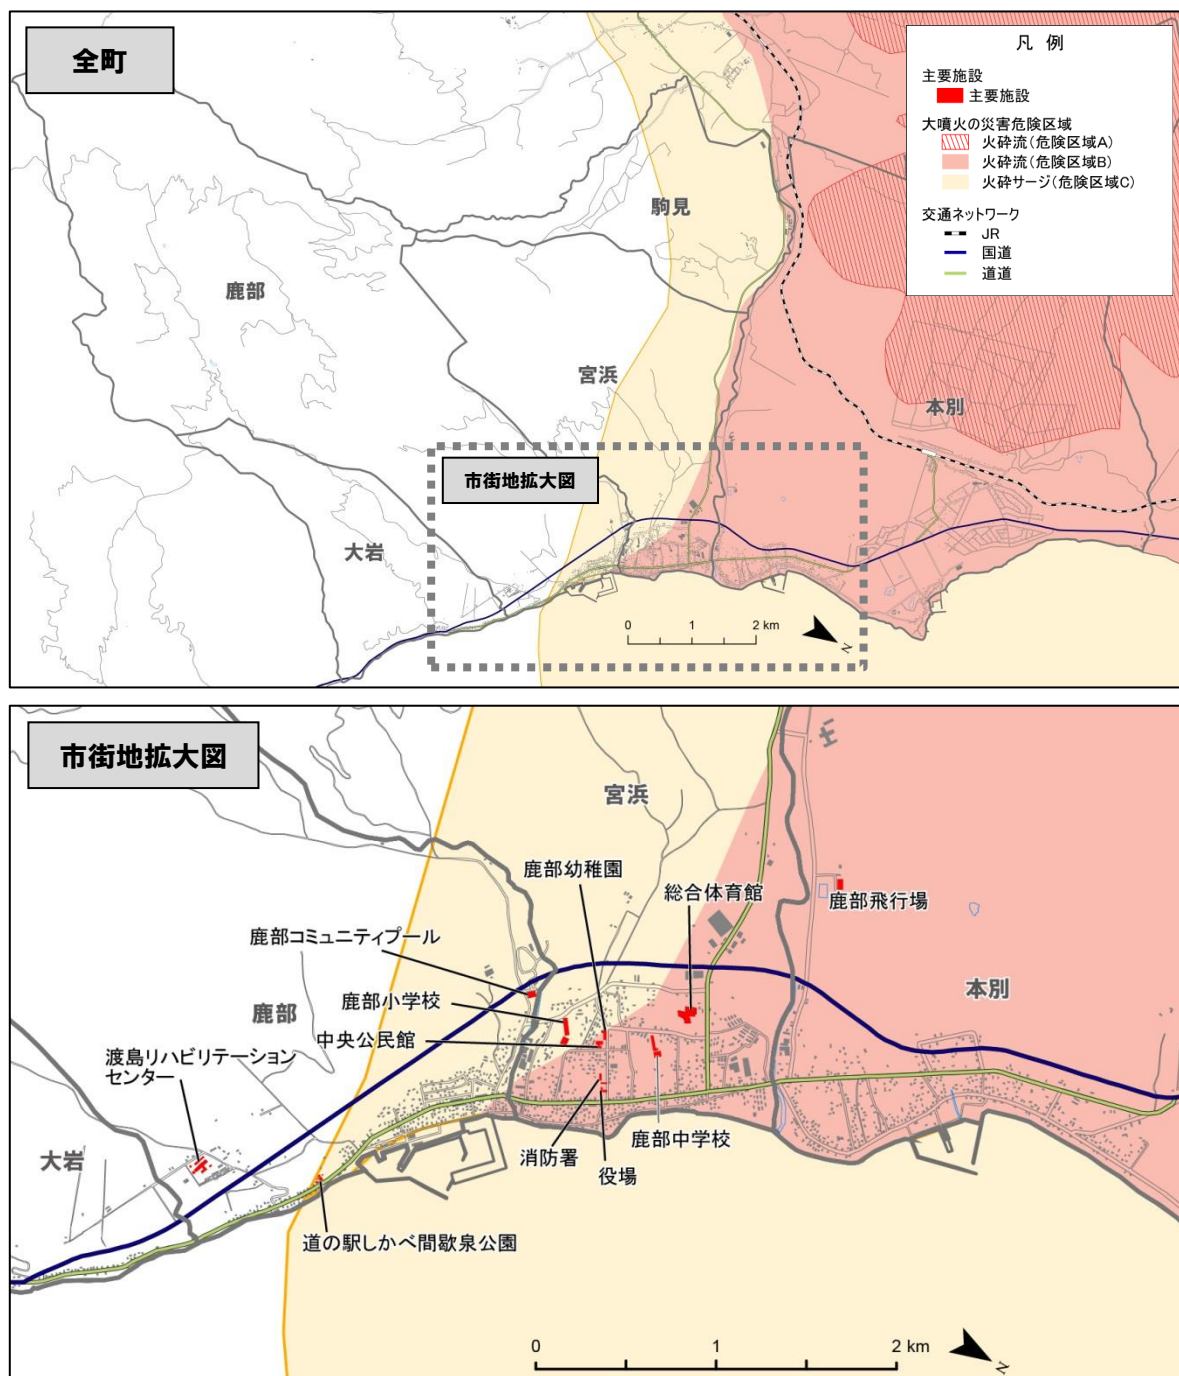 全町
凡 例
主要施設
主要施設
大噴火の災害危険区域
火砕流(危険区域A)
火砕流(危険区域B)
火砕サージ(危険区域C)
交通ネットワーク
JR
国道
道道
駒見
鹿部
宮浜
本別
市街地拡大図
大岩
0 1 2 km
N
市街地拡大図
宮浜
鹿部幼稚園
総合体育館
鹿部飛行場
鹿部コミュニティプール
鹿部小学校
本別
鹿部
中央公民館
渡島リハビリテーション
センター
鹿部中学校
消防署
大岩
役場
道の駅しかべ間歇泉公園
0 1 2 km
N